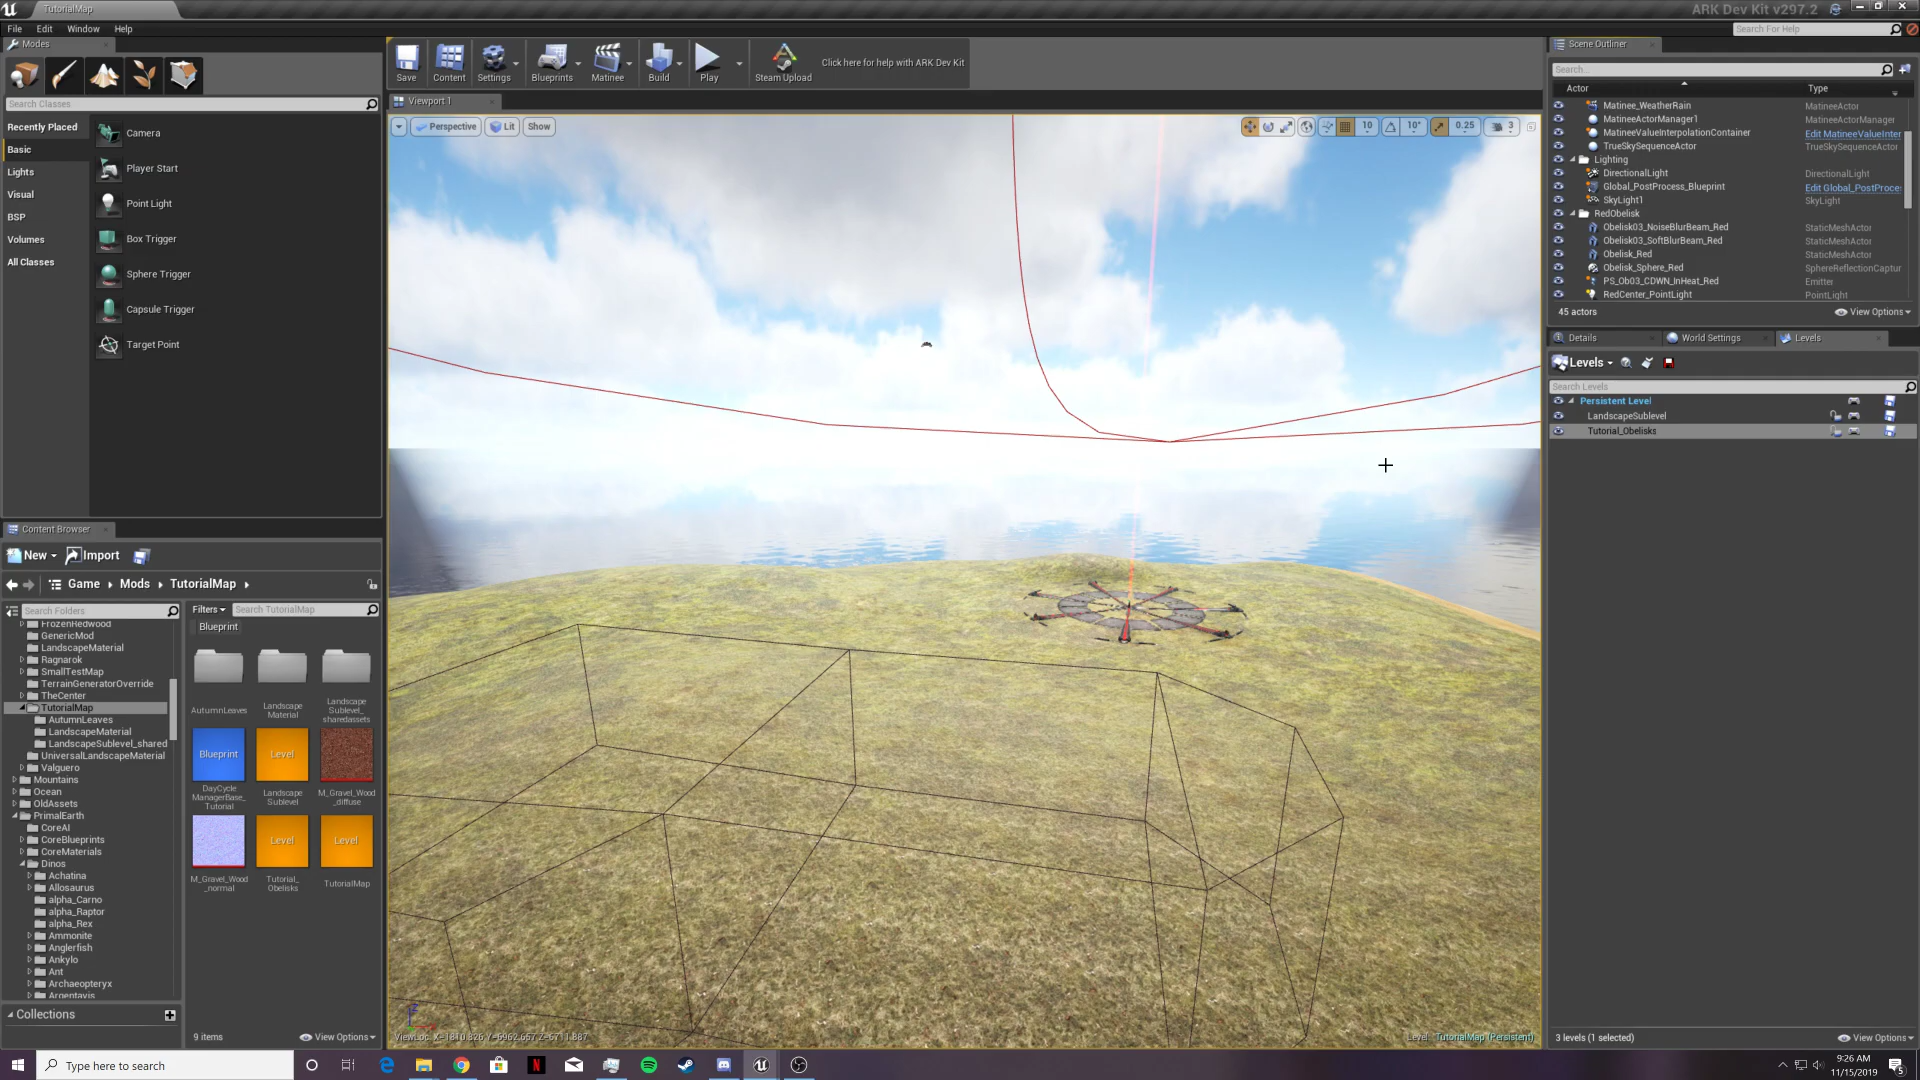 TutorialMap
ARK Dev Kit v297.2
File Edit Window Help
Search For Help
Modes
Search Classes
Recently Placed
Basic
Lights
Visual
BSP
Volumes
All Classes
Camera
Player Start
Point Light
Box Trigger
Sphere Trigger
Capsule Trigger
Target Point
Save
Content
Settings
Blueprints
Matinee
Build
Play
Steam Upload
Click here for help with ARK Dev Kit
Viewport 1
Perspective
Lit
Show
10
10°
0.25
3
Level: TutorialMap (Persistent)
Scene Outliner
Search...
Actor Type
Matinee_WeatherRain MatineeActor
MatineeActorManager1 MatineeActorManager
MatineeValueInterpolationContainer Edit MatineeValueInter
TrueSkySequenceActor TrueSkySequenceActor
Lighting
DirectionalLight DirectionalLight
Global_PostProcess_Blueprint Edit Global_PostProce
SkyLight1 SkyLight
RedObelisk
Obelisk03_NoiseBlurBeam_Red StaticMeshActor
Obelisk03_SoftBlurBeam_Red StaticMeshActor
Obelisk_Red StaticMeshActor
Obelisk_Sphere_Red SphereReflectionCaptur
PS_Ob03_CDWN_InHeat_Red Emitter
RedCenter_PointLight PointLight
45 actors
View Options
Details
World Settings
Levels
Levels
Search Levels
Persistent Level
LandscapeSublevel
Tutorial_Obelisks
3 levels (1 selected)
View Options
Content Browser
New
Import
Game
Mods
TutorialMap
Search Folders
FrozenRedwood
GenericMod
LandscapeMaterial
Ragnarok
SmallTestMap
TerrainGeneratorOverride
TheCenter
TutorialMap
AutumnLeaves
LandscapeMaterial
LandscapeSublevel_shared
UniversalLandscapeMaterial
Valguero
Mountains
Ocean
OldAssets
PrimalEarth
CoreAI
CoreBlueprints
CoreMaterials
Dinos
Achatina
Allosaurus
alpha_Carno
alpha_Raptor
alpha_Rex
Ammonite
Anglerfish
Ankylo
Ant
Archaeopteryx
Argentavis
Collections
Filters
Search TutorialMap
Blueprint
AutumnLeaves
Landscape
Material
Landscape
Sublevel_
sharedassets
Blueprint
DayCycle
ManagerBase_
Tutorial
Level
Landscape
Sublevel
M_Gravel_Wood
_diffuse
M_Gravel_Wood
_normal
Level
Tutorial_
Obelisks
Level
TutorialMap
9 items
View Options
Type here to search
9:26 AM
11/15/2019
5